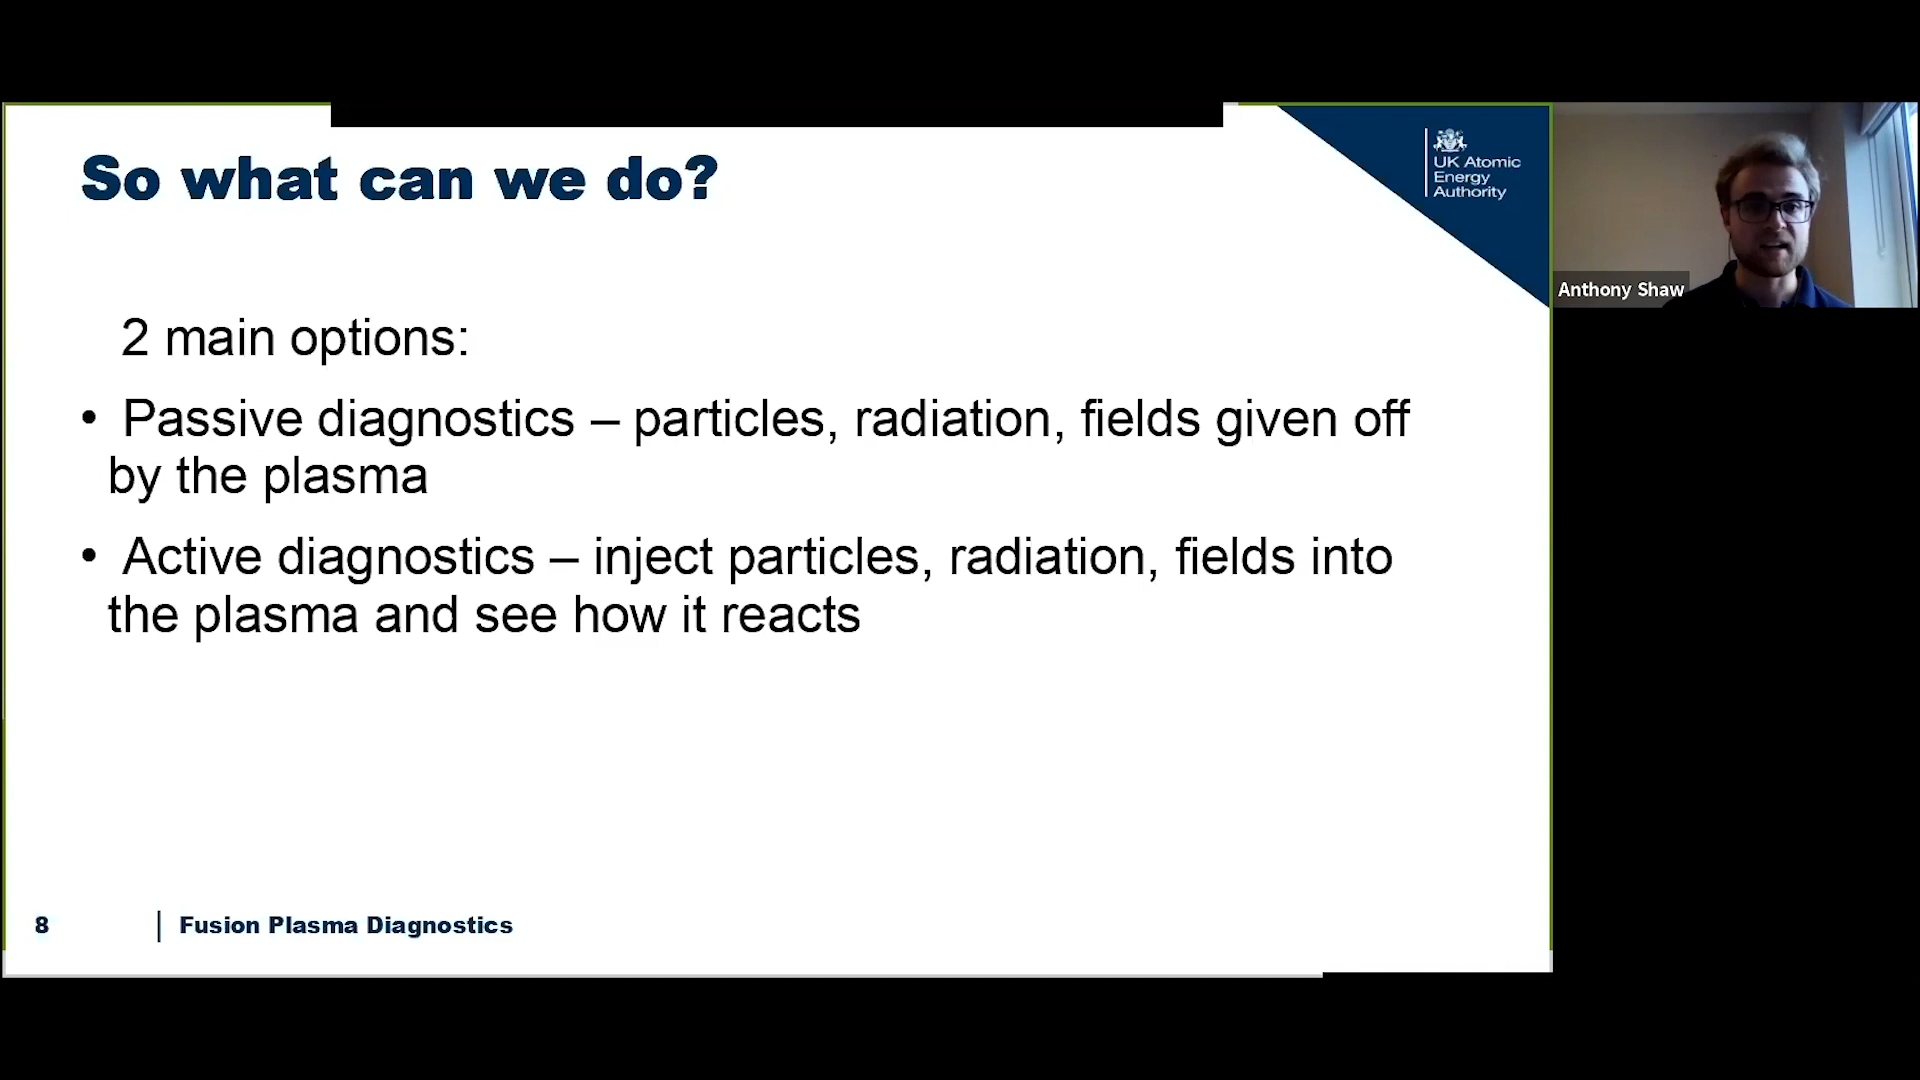 So what can we do?
UK Atomic
Energy
Authority
Anthony Shaw
2 main options:
• Passive diagnostics – particles, radiation, fields given off
by the plasma
• Active diagnostics – inject particles, radiation, fields into
the plasma and see how it reacts
8
Fusion Plasma Diagnostics